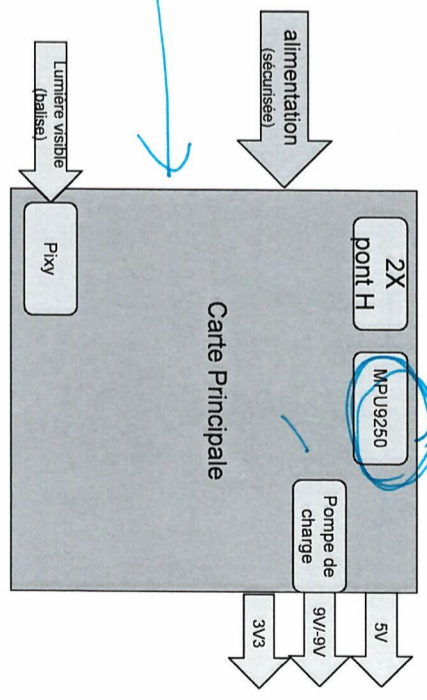 alimentation
(sécurisée)
Lumière visible
(balise)
2X
pont H
MPU9250
Pixy
Carte Principale
Pompe de
charge
5V
9V/-9V
3V3